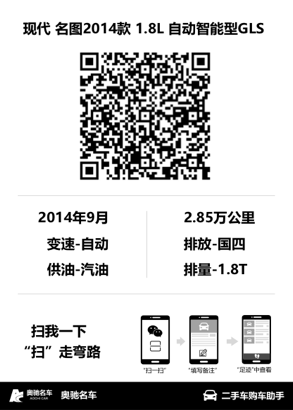 现代 名图2014款 1.8L 自动智能型GLS
2014年9月
2.85万公里
变速-自动
排放-国四
供油-汽油
排量-1.8T
扫我一下
“扫”走弯路
“扫一扫”
“填写备注”
“足迹”中查看
奥驰名车
AOCHI CAR
奥驰名车
二手车购车助手